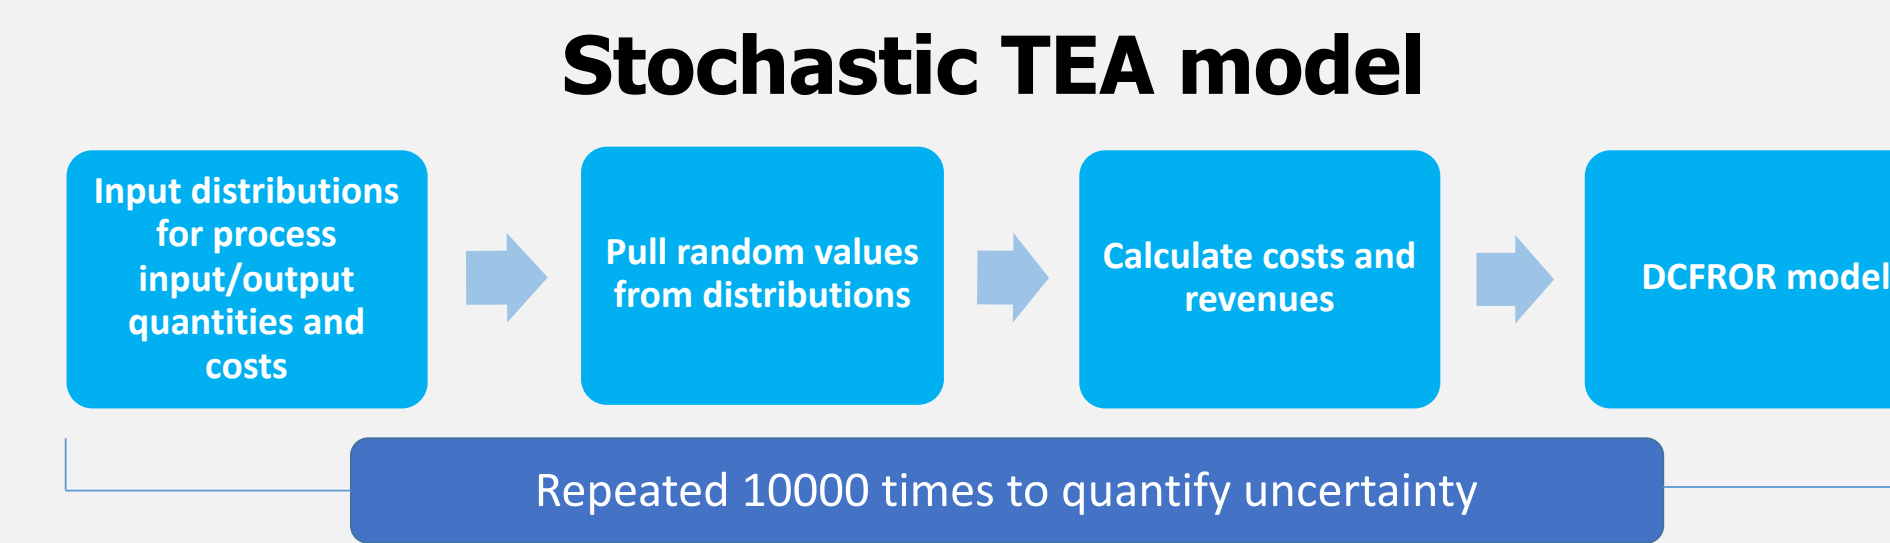 Stochastic TEA model
Input distributions
for process
input/output
quantities and
costs
Pull random values
from distributions
Calculate costs and
revenues
DCFROR model
Repeated 10000 times to quantify uncertainty